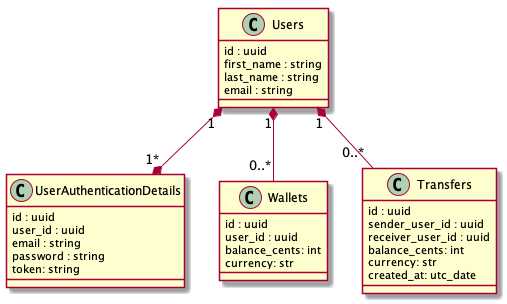 C Users
id : uuid
first_name : string
last_name : string
email : string
1 1 1
1* 0..* 0..*
C UserAuthenticationDetails
id : uuid
user_id : uuid
email : string
password : string
token: string
C Wallets
id : uuid
user_id : uuid
balance_cents: int
currency: str
C Transfers
id : uuid
sender_user_id : uuid
receiver_user_id : uuid
balance_cents: int
currency: str
created_at: utc_date